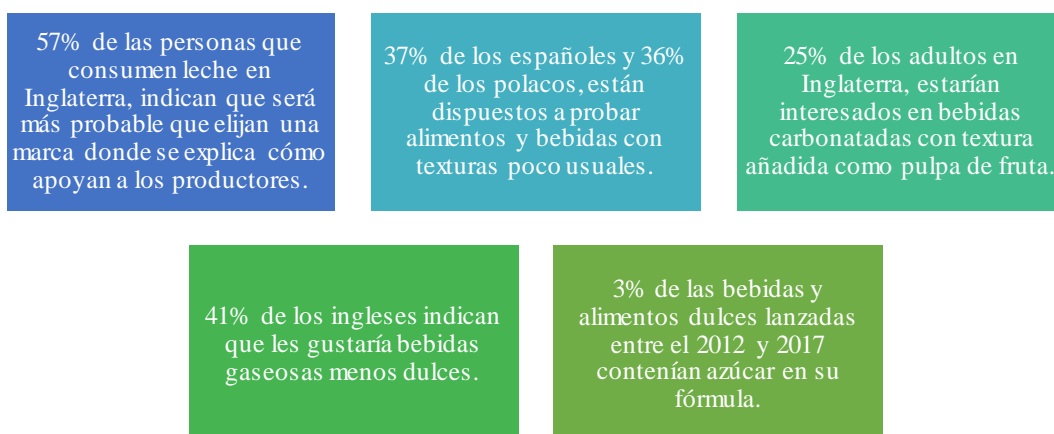 57% de las personas que
consumen leche en
Inglaterra, indican que será
más probable que elijan una
marca donde se explica cómo
apoyan a los productores.
37% de los españoles y 36%
de los polacos, están
dispuestos a probar
alimentos y bebidas con
texturas poco usuales.
25% de los adultos en
Inglaterra, estarían
interesados en bebidas
carbonatadas con textura
añadida como pulpa de fruta.
41% de los ingleses indican
que les gustaría bebidas
gaseosas menos dulces.
3% de las bebidas y
alimentos dulces lanzadas
entre el 2012 y 2017
contenían azúcar en su
fórmula.